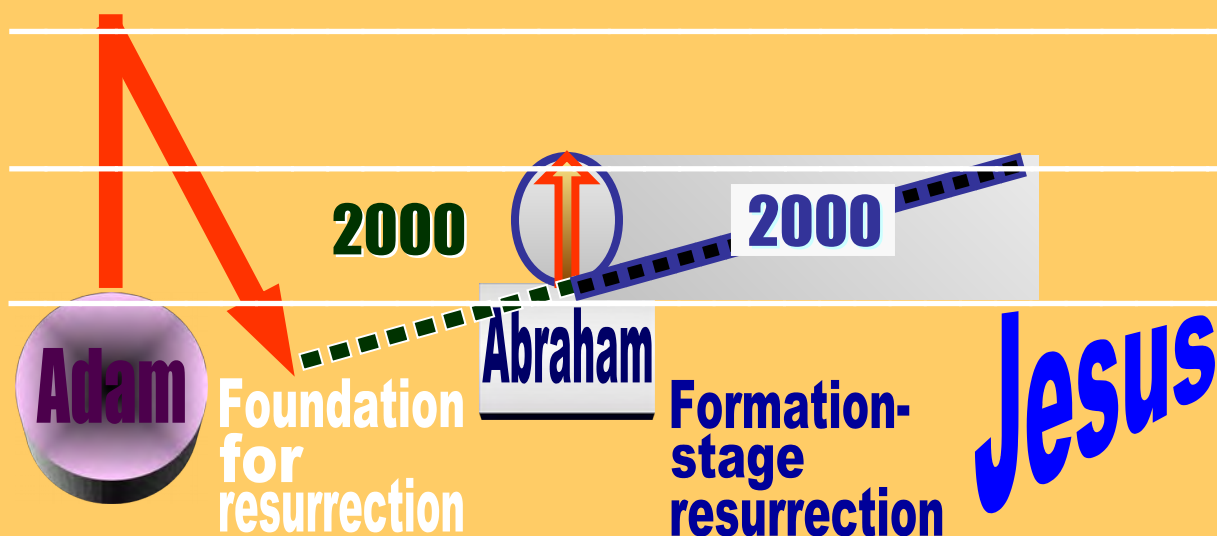 2000
2000
Adam
Abraham
Jesus
Foundation
for
resurrection
Formation-
stage
resurrection